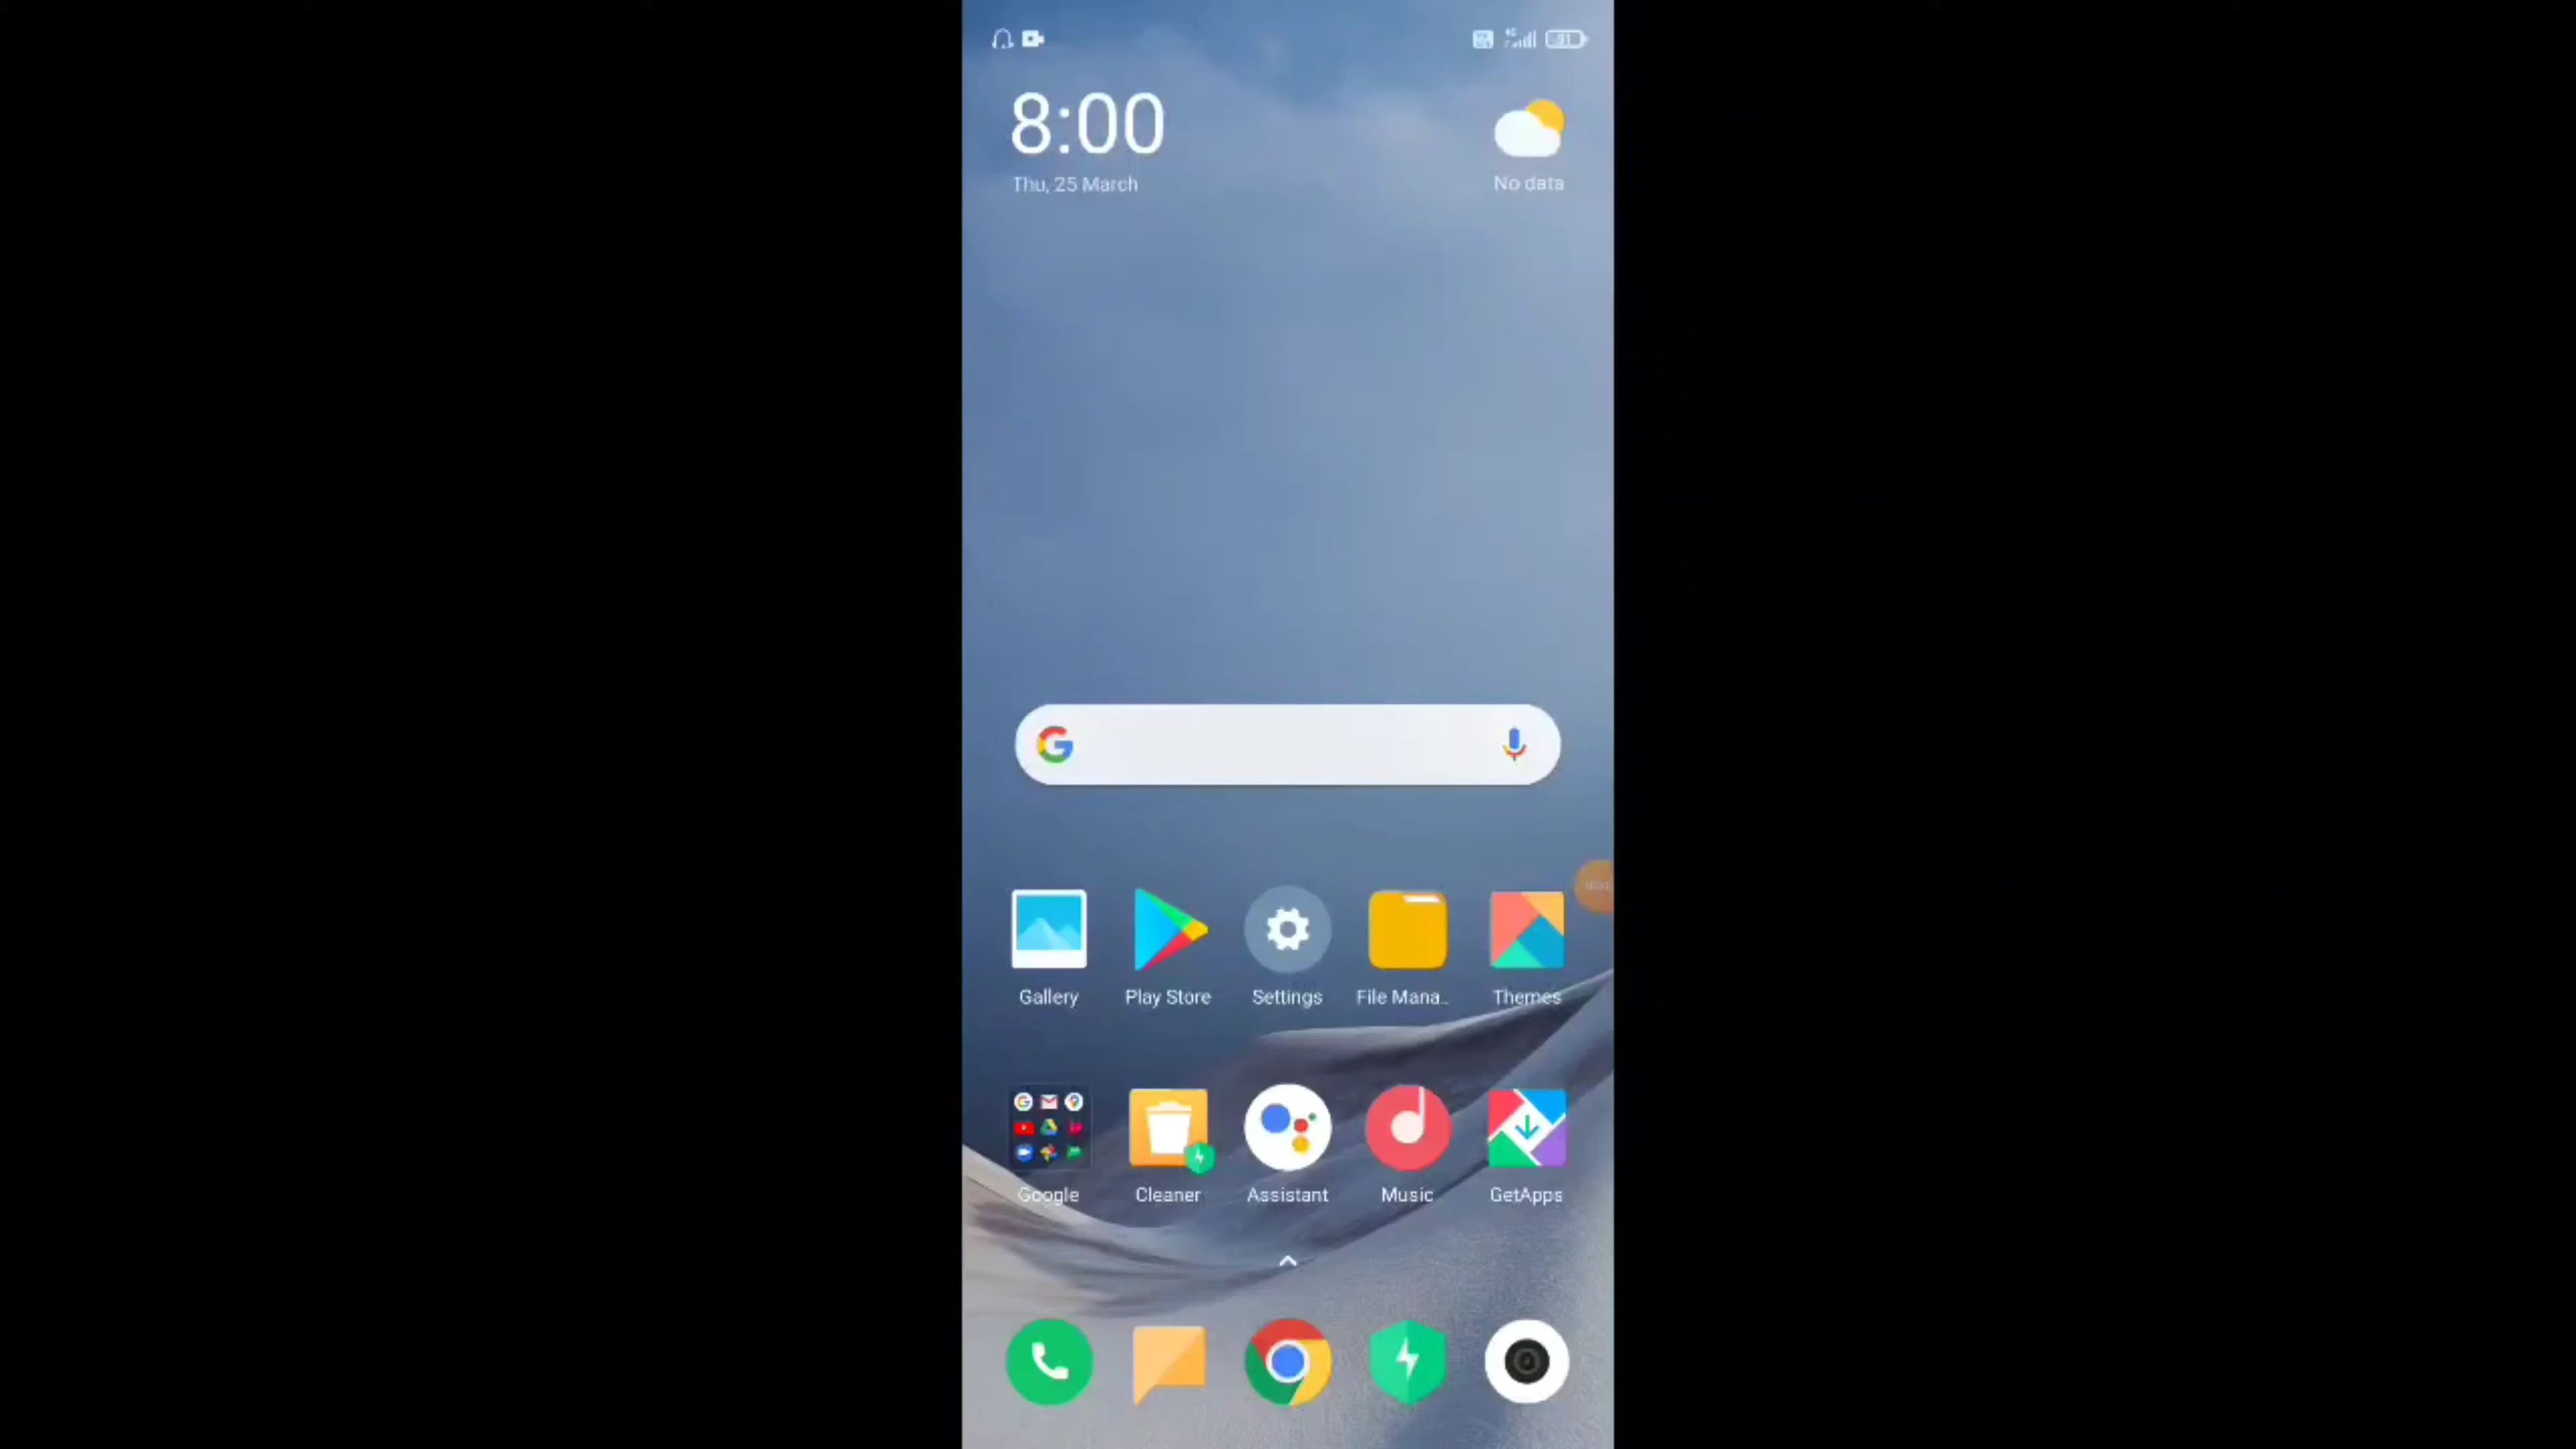 8:00
Thu, 25 March
No data
Gallery
Play Store
Settings
File Mana..
Themes
Google
Cleaner
Assistant
Music
GetApps